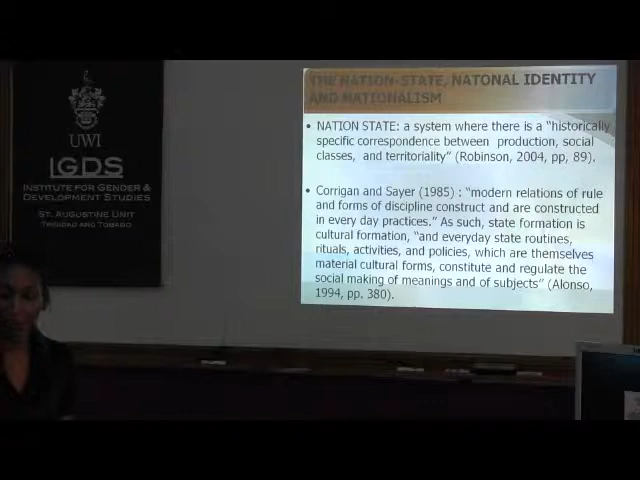 UWI
IGDS
INSTITUTE FOR GENDER &
DEVELOPMENT STUDIES
ST. AUGUSTINE UNIT
TRINIDAD AND TOBAGO
THE NATION-STATE, NATONAL IDENTITY
AND NATIONALISM
• NATION STATE: a system where there is a "historically
specific correspondence between production, social
classes, and territoriality" (Robinson, 2004, pp, 89).
• Corrigan and Sayer (1985) : "modern relations of rule
and forms of discipline construct and are constructed
in every day practices." As such, state formation is
cultural formation, "and everyday state routines,
rituals, activities, and policies, which are themselves
material cultural forms, constitute and regulate the
social making of meanings and of subjects" (Alonso,
1994, pp. 380).